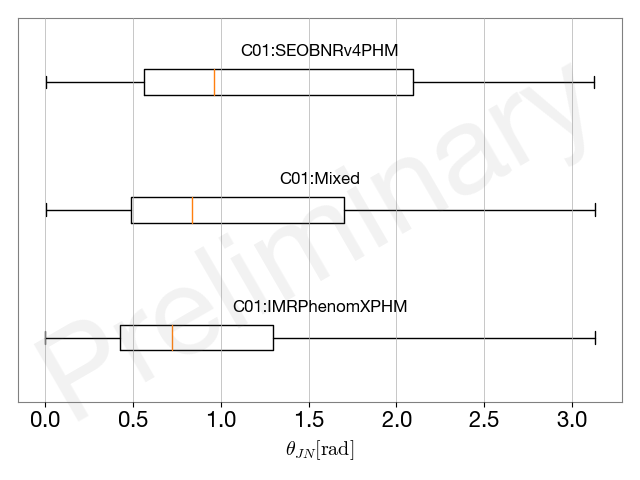 C01:SEOBNRv4PHM
C01:Mixed
C01:IMRPhenomXPHM
Preliminary
0.0 0.5 1.0 1.5 2.0 2.5 3.0
θ_JN[rad]